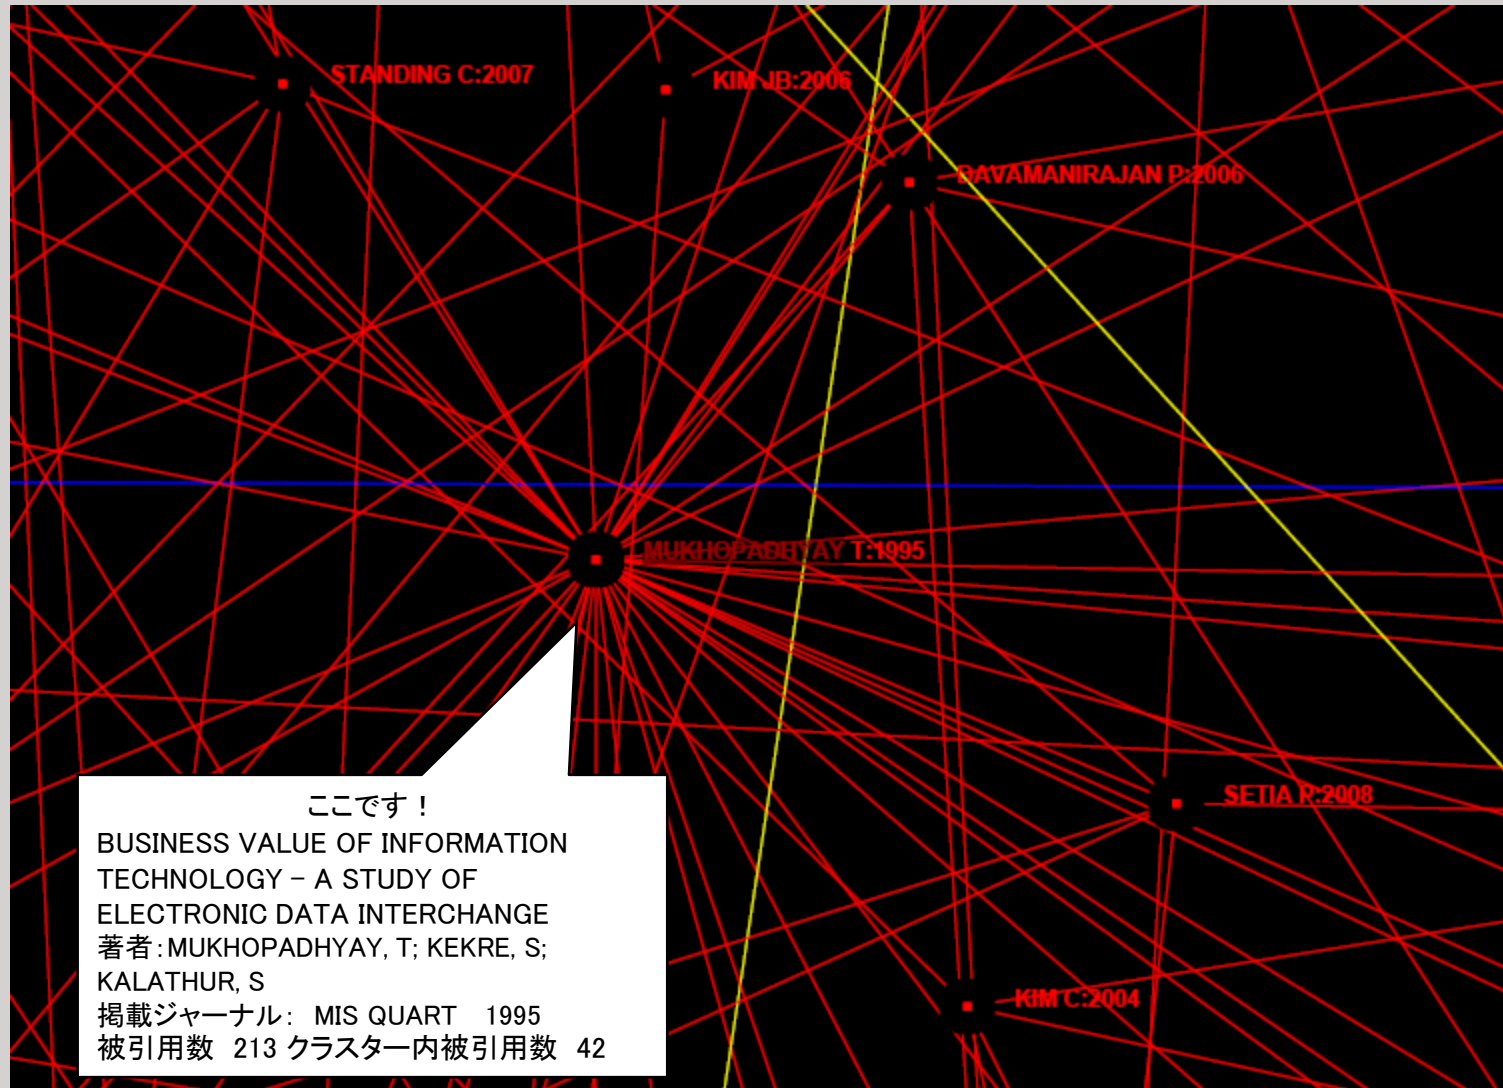 STANDING C:2007
KIM JB:2006
DAVAMANIRAJAN P:2006
MUKHOPADHYAY T:1995
SETIA P:2008
KIM C:2004
ここです！
BUSINESS VALUE OF INFORMATION
TECHNOLOGY - A STUDY OF
ELECTRONIC DATA INTERCHANGE
著者：MUKHOPADHYAY, T; KEKRE, S;
KALATHUR, S
掲載ジャーナル： MIS QUART 1995
被引用数 213 クラスター内被引用数 42